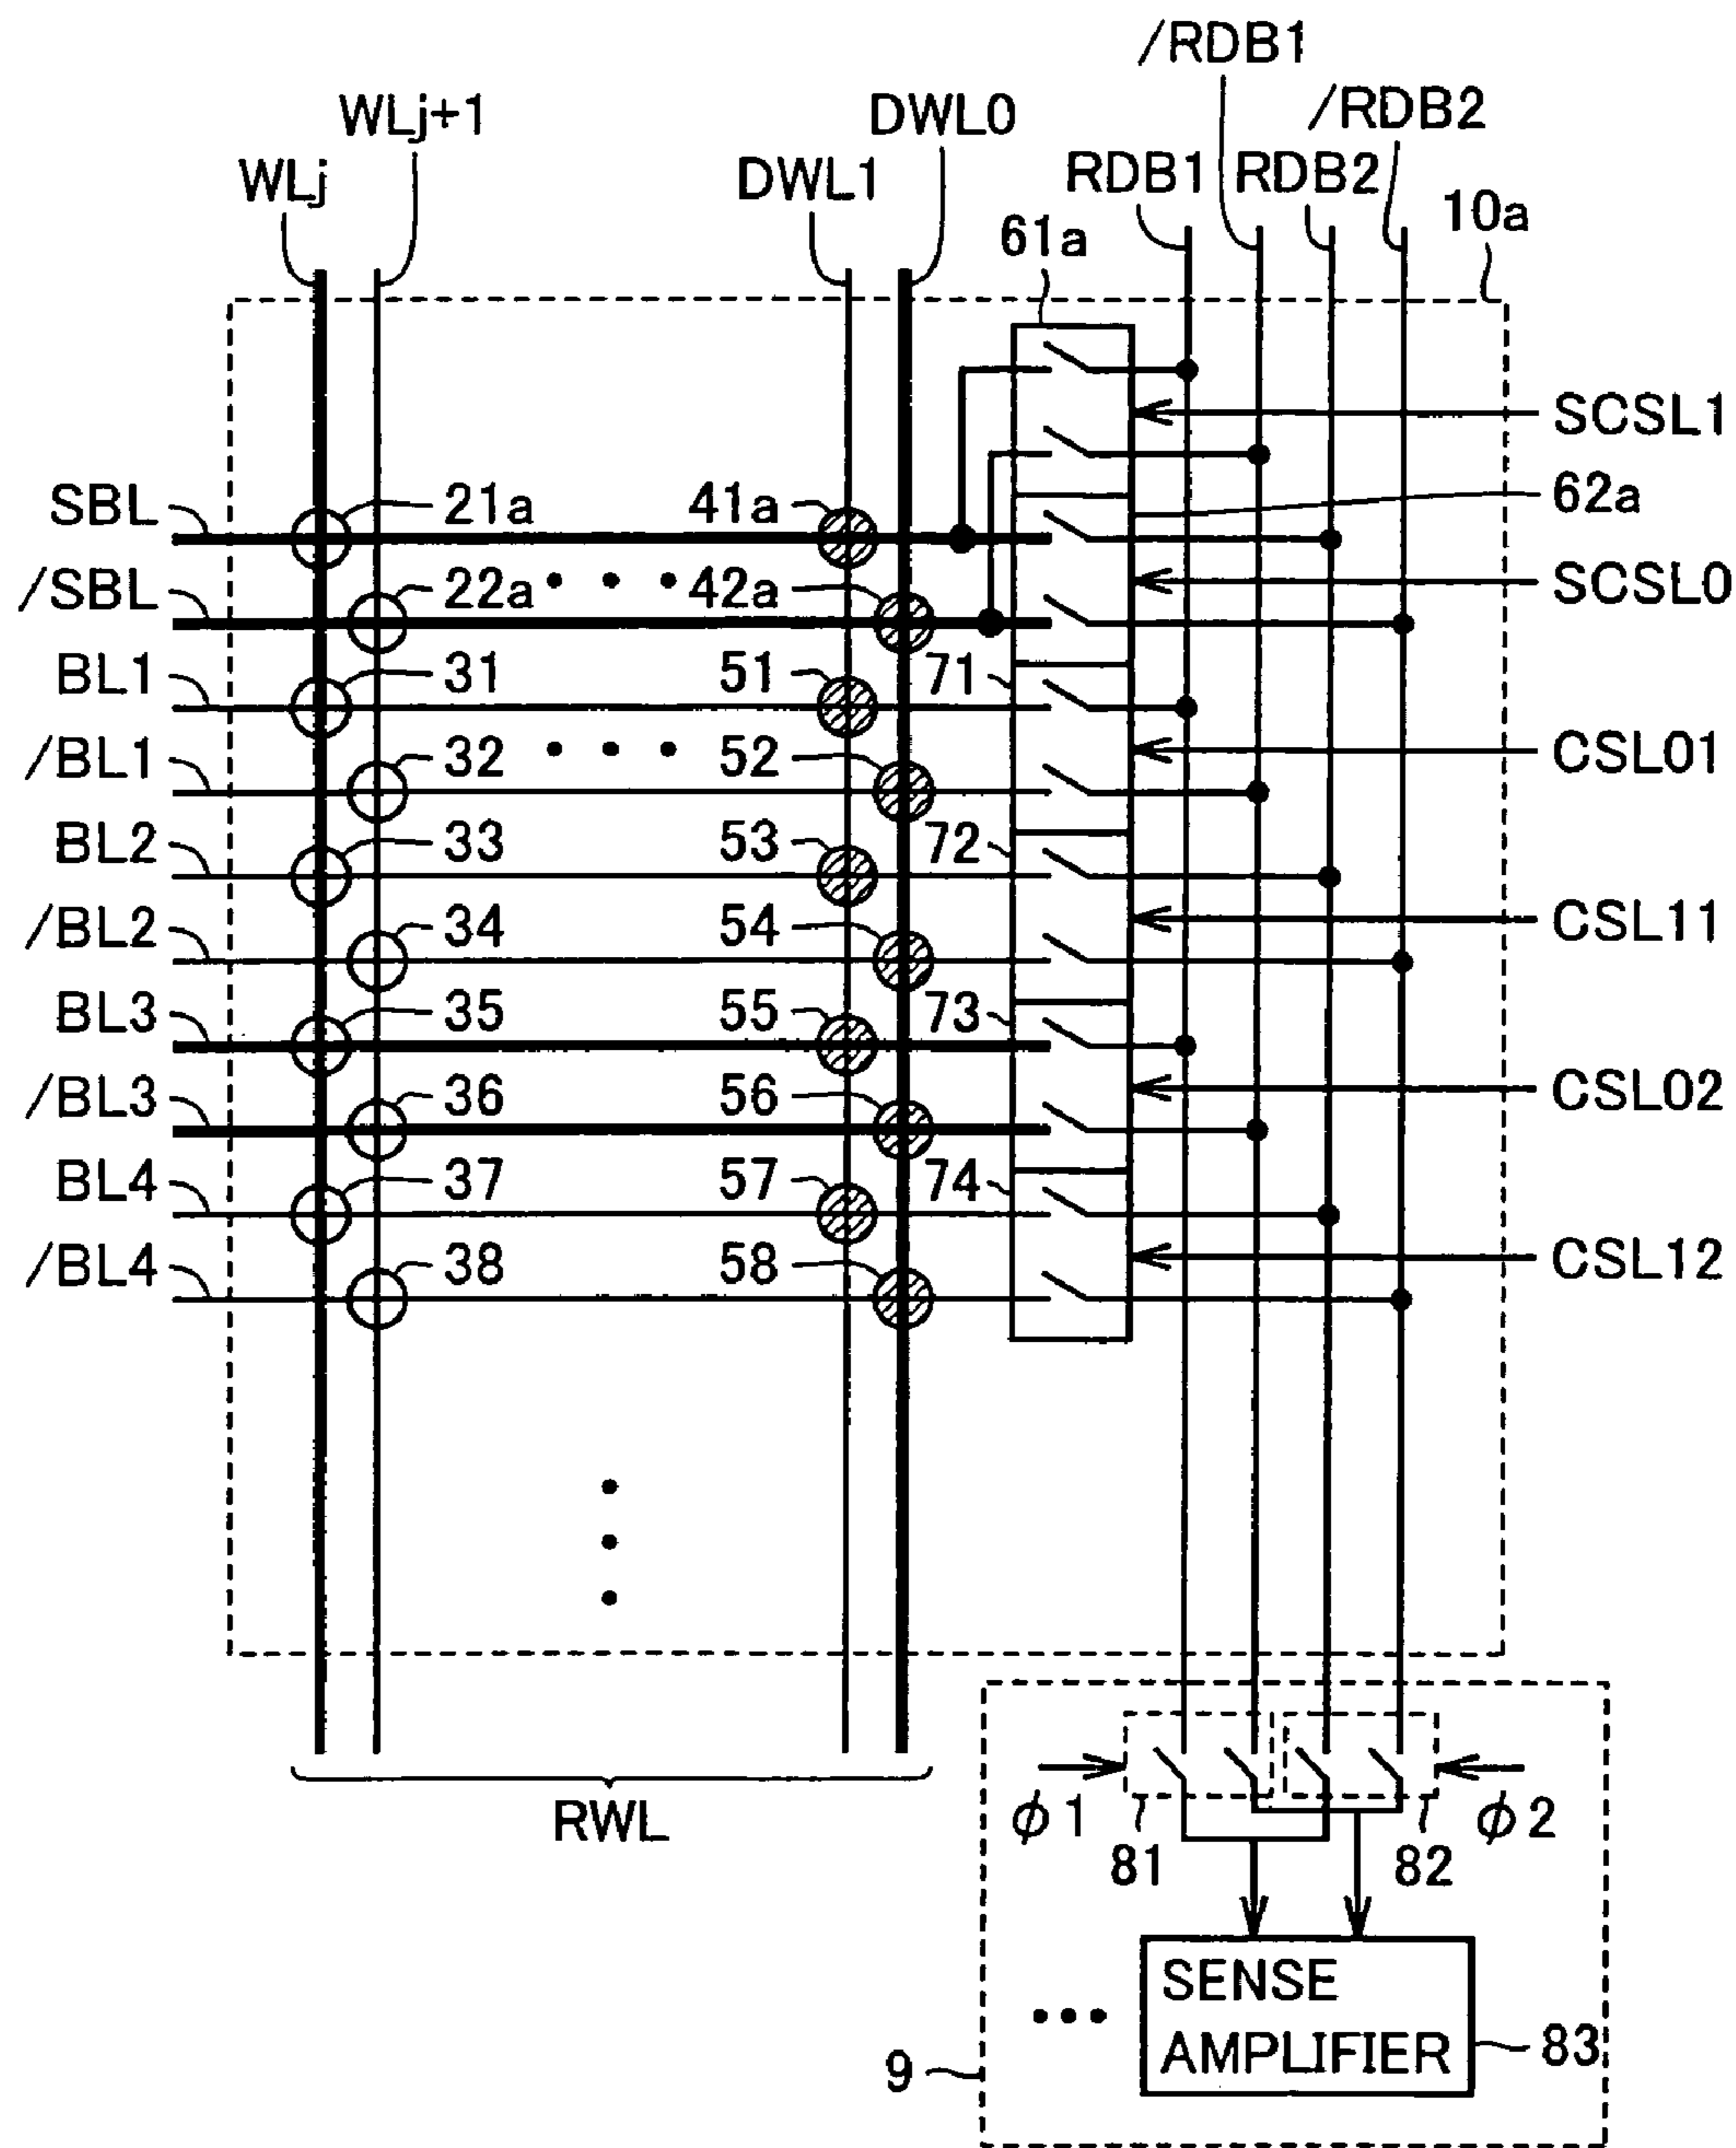 /RDB1
WLj+1 DWL0 /RDB2
WLj DWL1 RDB1 RDB2
61a 10a
SCSL1
SBL 21a 41a 62a
/SBL 22a 42a SCSL0
BL1 31 51 71
/BL1 32 52 CSL01
BL2 33 53 72
/BL2 34 54 CSL11
BL3 35 55 73
/BL3 36 56 CSL02
BL4 37 57 74
/BL4 38 58 CSL12
RWL
ϕ1 ϕ2
81 82
SENSE
AMPLIFIER
9 83